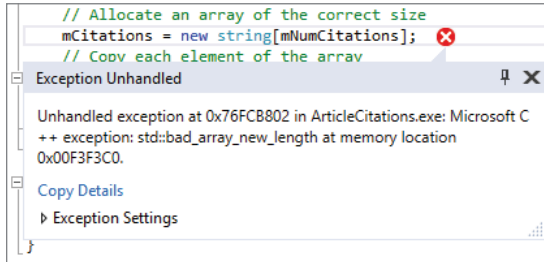 // Allocate an array of the correct size
mCitations = new string[mNumCitations];
// Copy each element of the array
Exception Unhandled
Unhandled exception at 0x76FCB802 in ArticleCitations.exe: Microsoft C
++ exception: std::bad_array_new_length at memory location
0x00F3F3C0.
Copy Details
Exception Settings
}